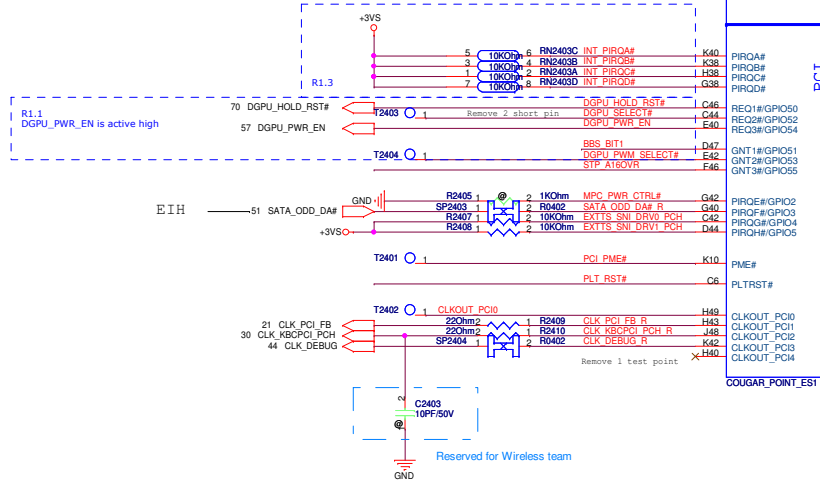 +3VS
5 10KOhm 6 RN2403C INT_PIRQA# K40 PIRQA#
3 10KOhm 4 RN2403B INT_PIRQB# K38 PIRQB#
1 10KOhm 2 RN2403A INT_PIRQC# H38 PIRQC#
7 10KOhm 8 RN2403D INT_PIRQD# G38 PIRQD#
PCI
R1.3
R1.1
DGPU_PWR_EN is active high
70 DGPU_HOLD_RST# DGPU_HOLD_RST# C46 REQ1#/GPIO50
T2403 1 Remove 2 short pin DGPU_SELECT# C44 REQ2#/GPIO52
57 DGPU_PWR_EN DGPU_PWR_EN E40 REQ3#/GPIO54
BBS_BIT1 D47 GNT1#/GPIO51
T2404 1 DGPU_PWM_SELECT# E42 GNT2#/GPIO53
STP_A16OVR F46 GNT3#/GPIO55
GND R2405 1 @ 2 1KOhm MPC_PWR_CTRL# G42 PIRQE#/GPIO2
EIH 51 SATA_ODD_DA# SP2403 1 2 R0402 SATA_ODD_DA#_R G40 PIRQF#/GPIO3
R2407 1 2 10KOhm EXTTS_SNI_DRV0_PCH C42 PIRQG#/GPIO4
+3VS R2408 1 2 10KOhm EXTTS_SNI_DRV1_PCH D44 PIRQH#/GPIO5
T2401 1 PCI_PME# K10 PME#
PLT_RST# C6 PLTRST#
T2402 1 CLKOUT_PCI0 H49 CLKOUT_PCI0
21 CLK_PCI_FB 22Ohm 2 1 R2409 CLK_PCI_FB_R H43 CLKOUT_PCI1
30 CLK_KBCPCI_PCH 22Ohm 2 1 R2410 CLK_KBCPCI_PCH_R J48 CLKOUT_PCI2
44 CLK_DEBUG SP2404 1 2 R0402 CLK_DEBUG_R K42 CLKOUT_PCI3
Remove 1 test point H40 CLKOUT_PCI4
COUGAR_POINT_ES1
2 C2403
10PF/50V
@ 1
Reserved for Wireless team
GND